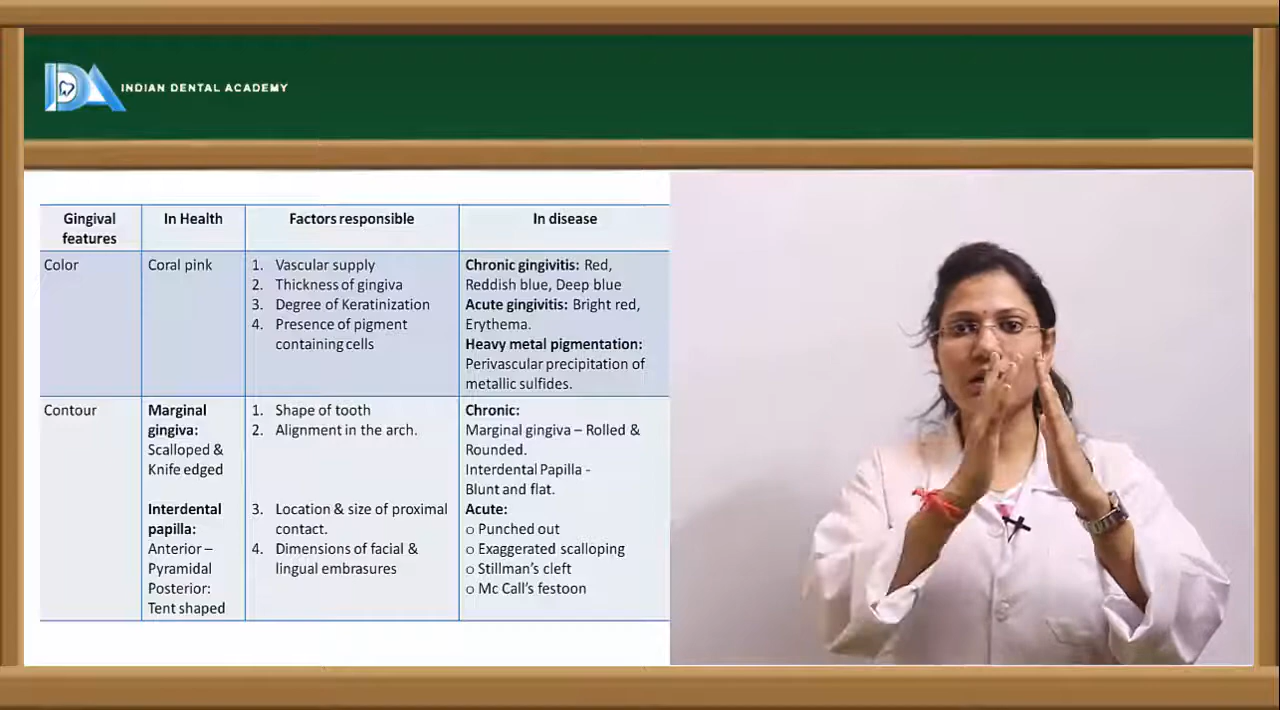 INDIAN DENTAL ACADEMY
Gingival features
In Health
Factors responsible
In disease
Color
Coral pink
1. Vascular supply
2. Thickness of gingiva
3. Degree of Keratinization
4. Presence of pigment
containing cells
Chronic gingivitis: Red,
Reddish blue, Deep blue
Acute gingivitis: Bright red,
Erythema.
Heavy metal pigmentation:
Perivascular precipitation of
metallic sulfides.
Contour
Marginal
gingiva:
Scalloped &
Knife edged
Interdental
papilla:
Anterior –
Pyramidal
Posterior:
Tent shaped
1. Shape of tooth
2. Alignment in the arch.
3. Location & size of proximal
contact.
4. Dimensions of facial &
lingual embrasures
Chronic:
Marginal gingiva – Rolled &
Rounded.
Interdental Papilla -
Blunt and flat.
Acute:
o Punched out
o Exaggerated scalloping
o Stillman's cleft
o Mc Call's festoon